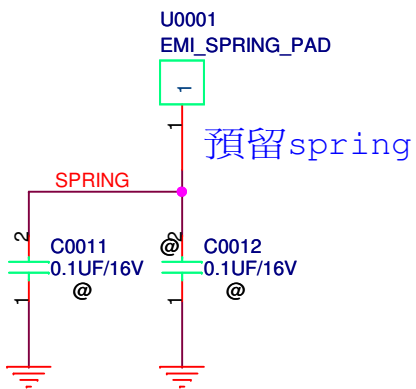 U0001
EMI_SPRING_PAD
1
1
預留spring
SPRING
2
C0011
0.1UF/16V
@
1
@
2
C0012
0.1UF/16V
@
1